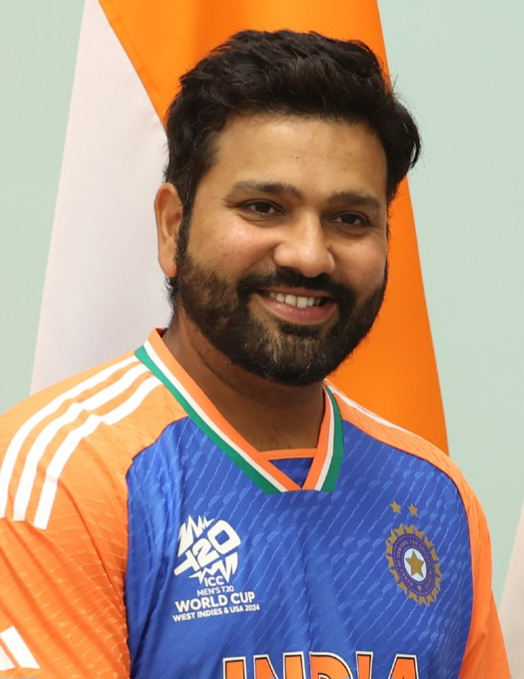 T20
ICC
MEN'S T20
WORLD CUP
WEST INDIES & USA 2024
INDIA